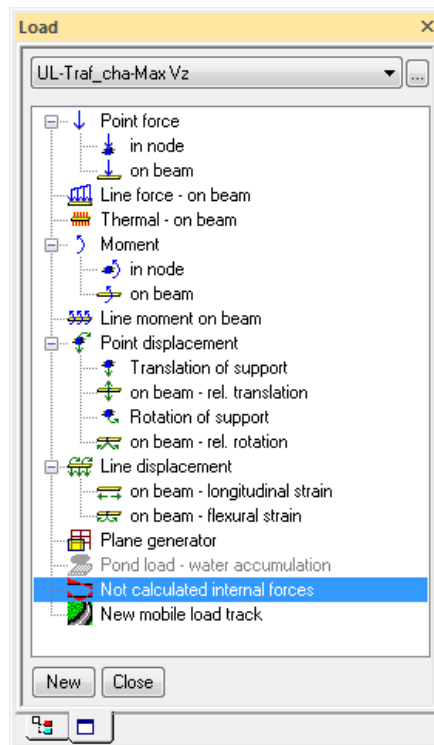 Load
UL-Traf_cha-Max Vz
...
Point force
in node
on beam
Line force - on beam
Thermal - on beam
Moment
in node
on beam
Line moment on beam
Point displacement
Translation of support
on beam - rel. translation
Rotation of support
on beam - rel. rotation
Line displacement
on beam - longitudinal strain
on beam - flexural strain
Plane generator
Pond load - water accumulation
Not calculated internal forces
New mobile load track
New Close